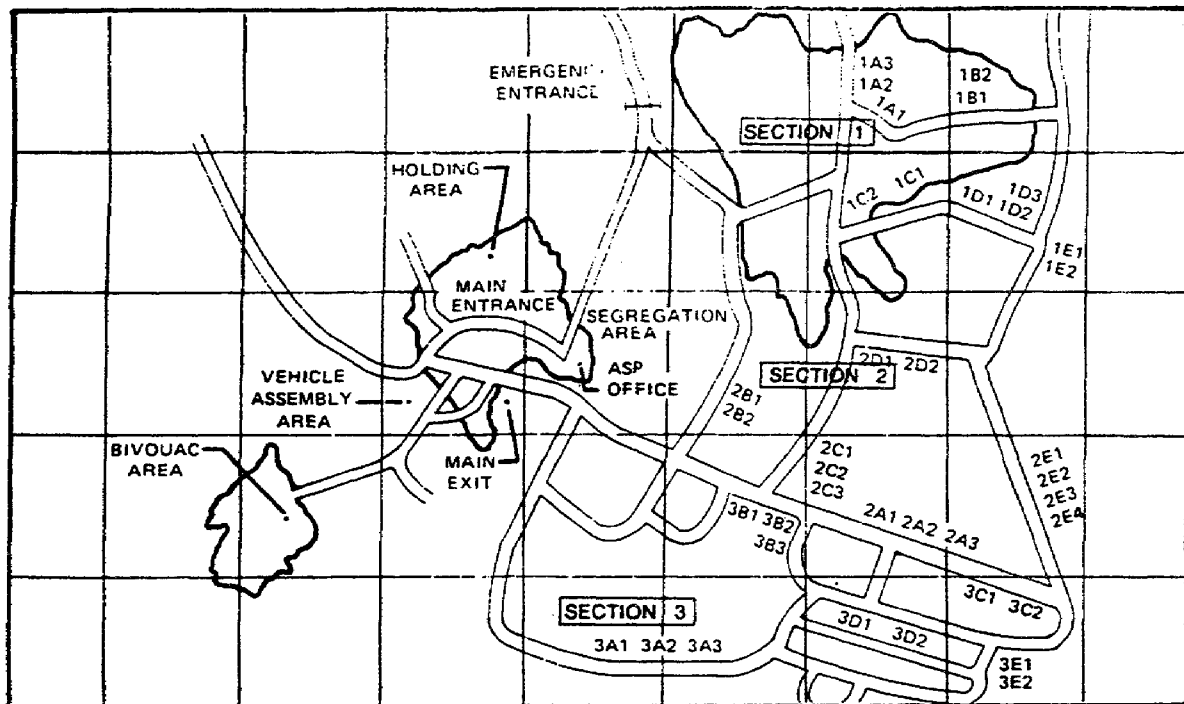 EMERGENCY
ENTRANCE
1A3
1A2
1A1
1B2
1B1
SECTION 1
HOLDING
AREA
1C2 1C1
1D3
1D1 1D2
1E1
1E2
MAIN
ENTRANCE
SEGREGATION
AREA
ASP
OFFICE
2D1 2D2
SECTION 2
VEHICLE
ASSEMBLY
AREA
2B1
2B2
BIVOUAC
AREA
MAIN
EXIT
2C1
2C2
2C3
2E1
2E2
2E3
2E4
3B1 3B2
3B3
2A1 2A2 2A3
3C1 3C2
SECTION 3
3D1 3D2
3A1 3A2 3A3
3E1
3E2